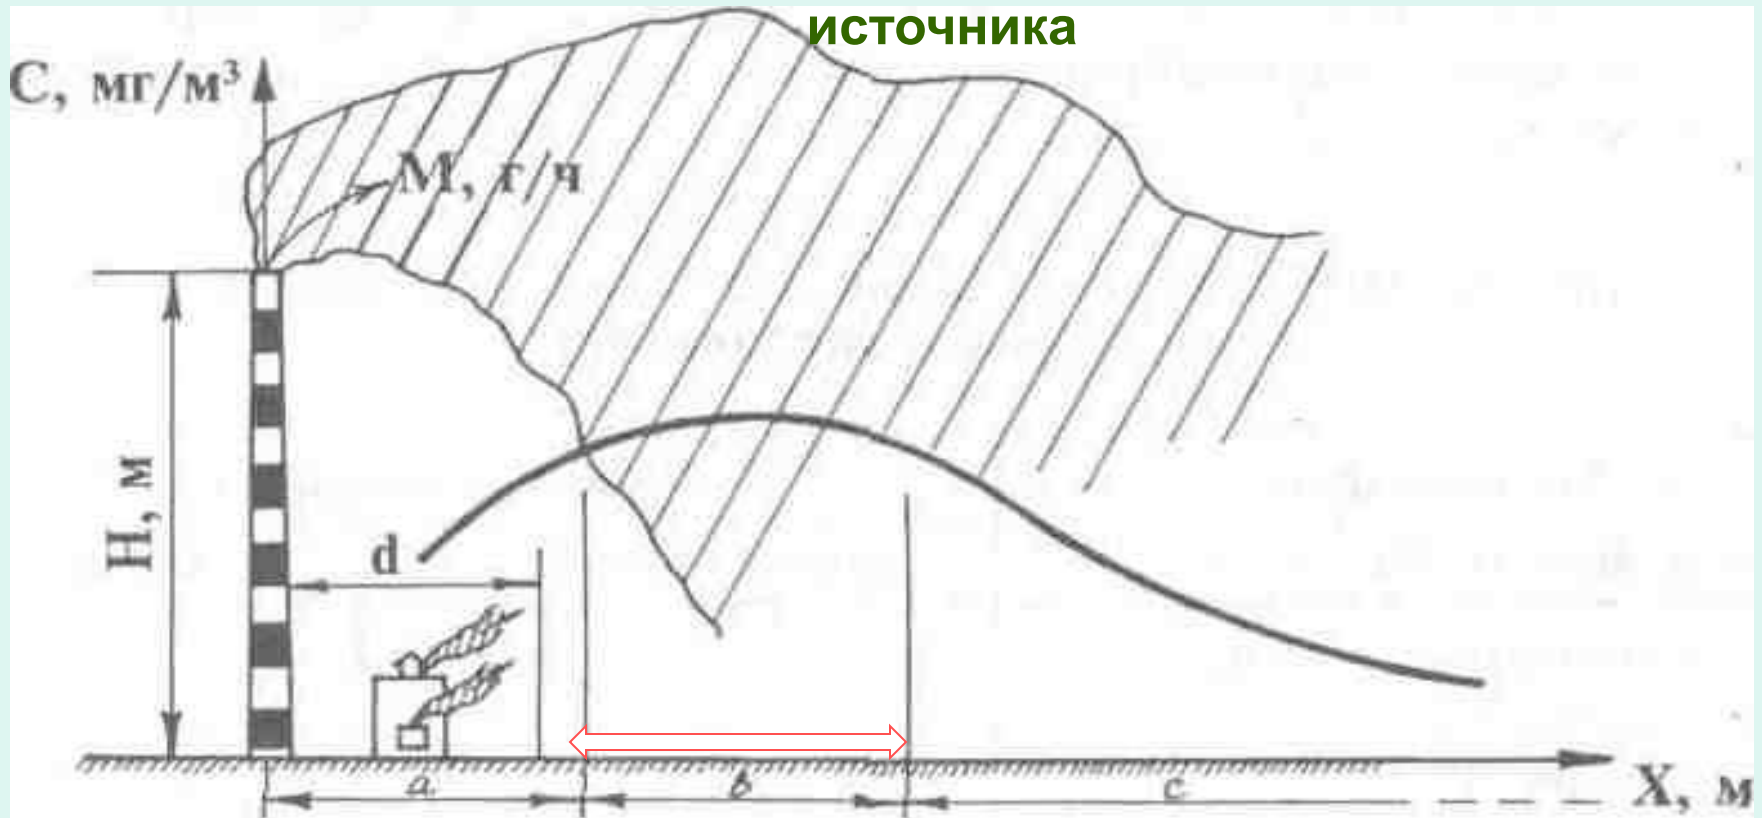 источника
С, мг/м³
М, г/ч
Н, м
d
a
b
c
Х, м